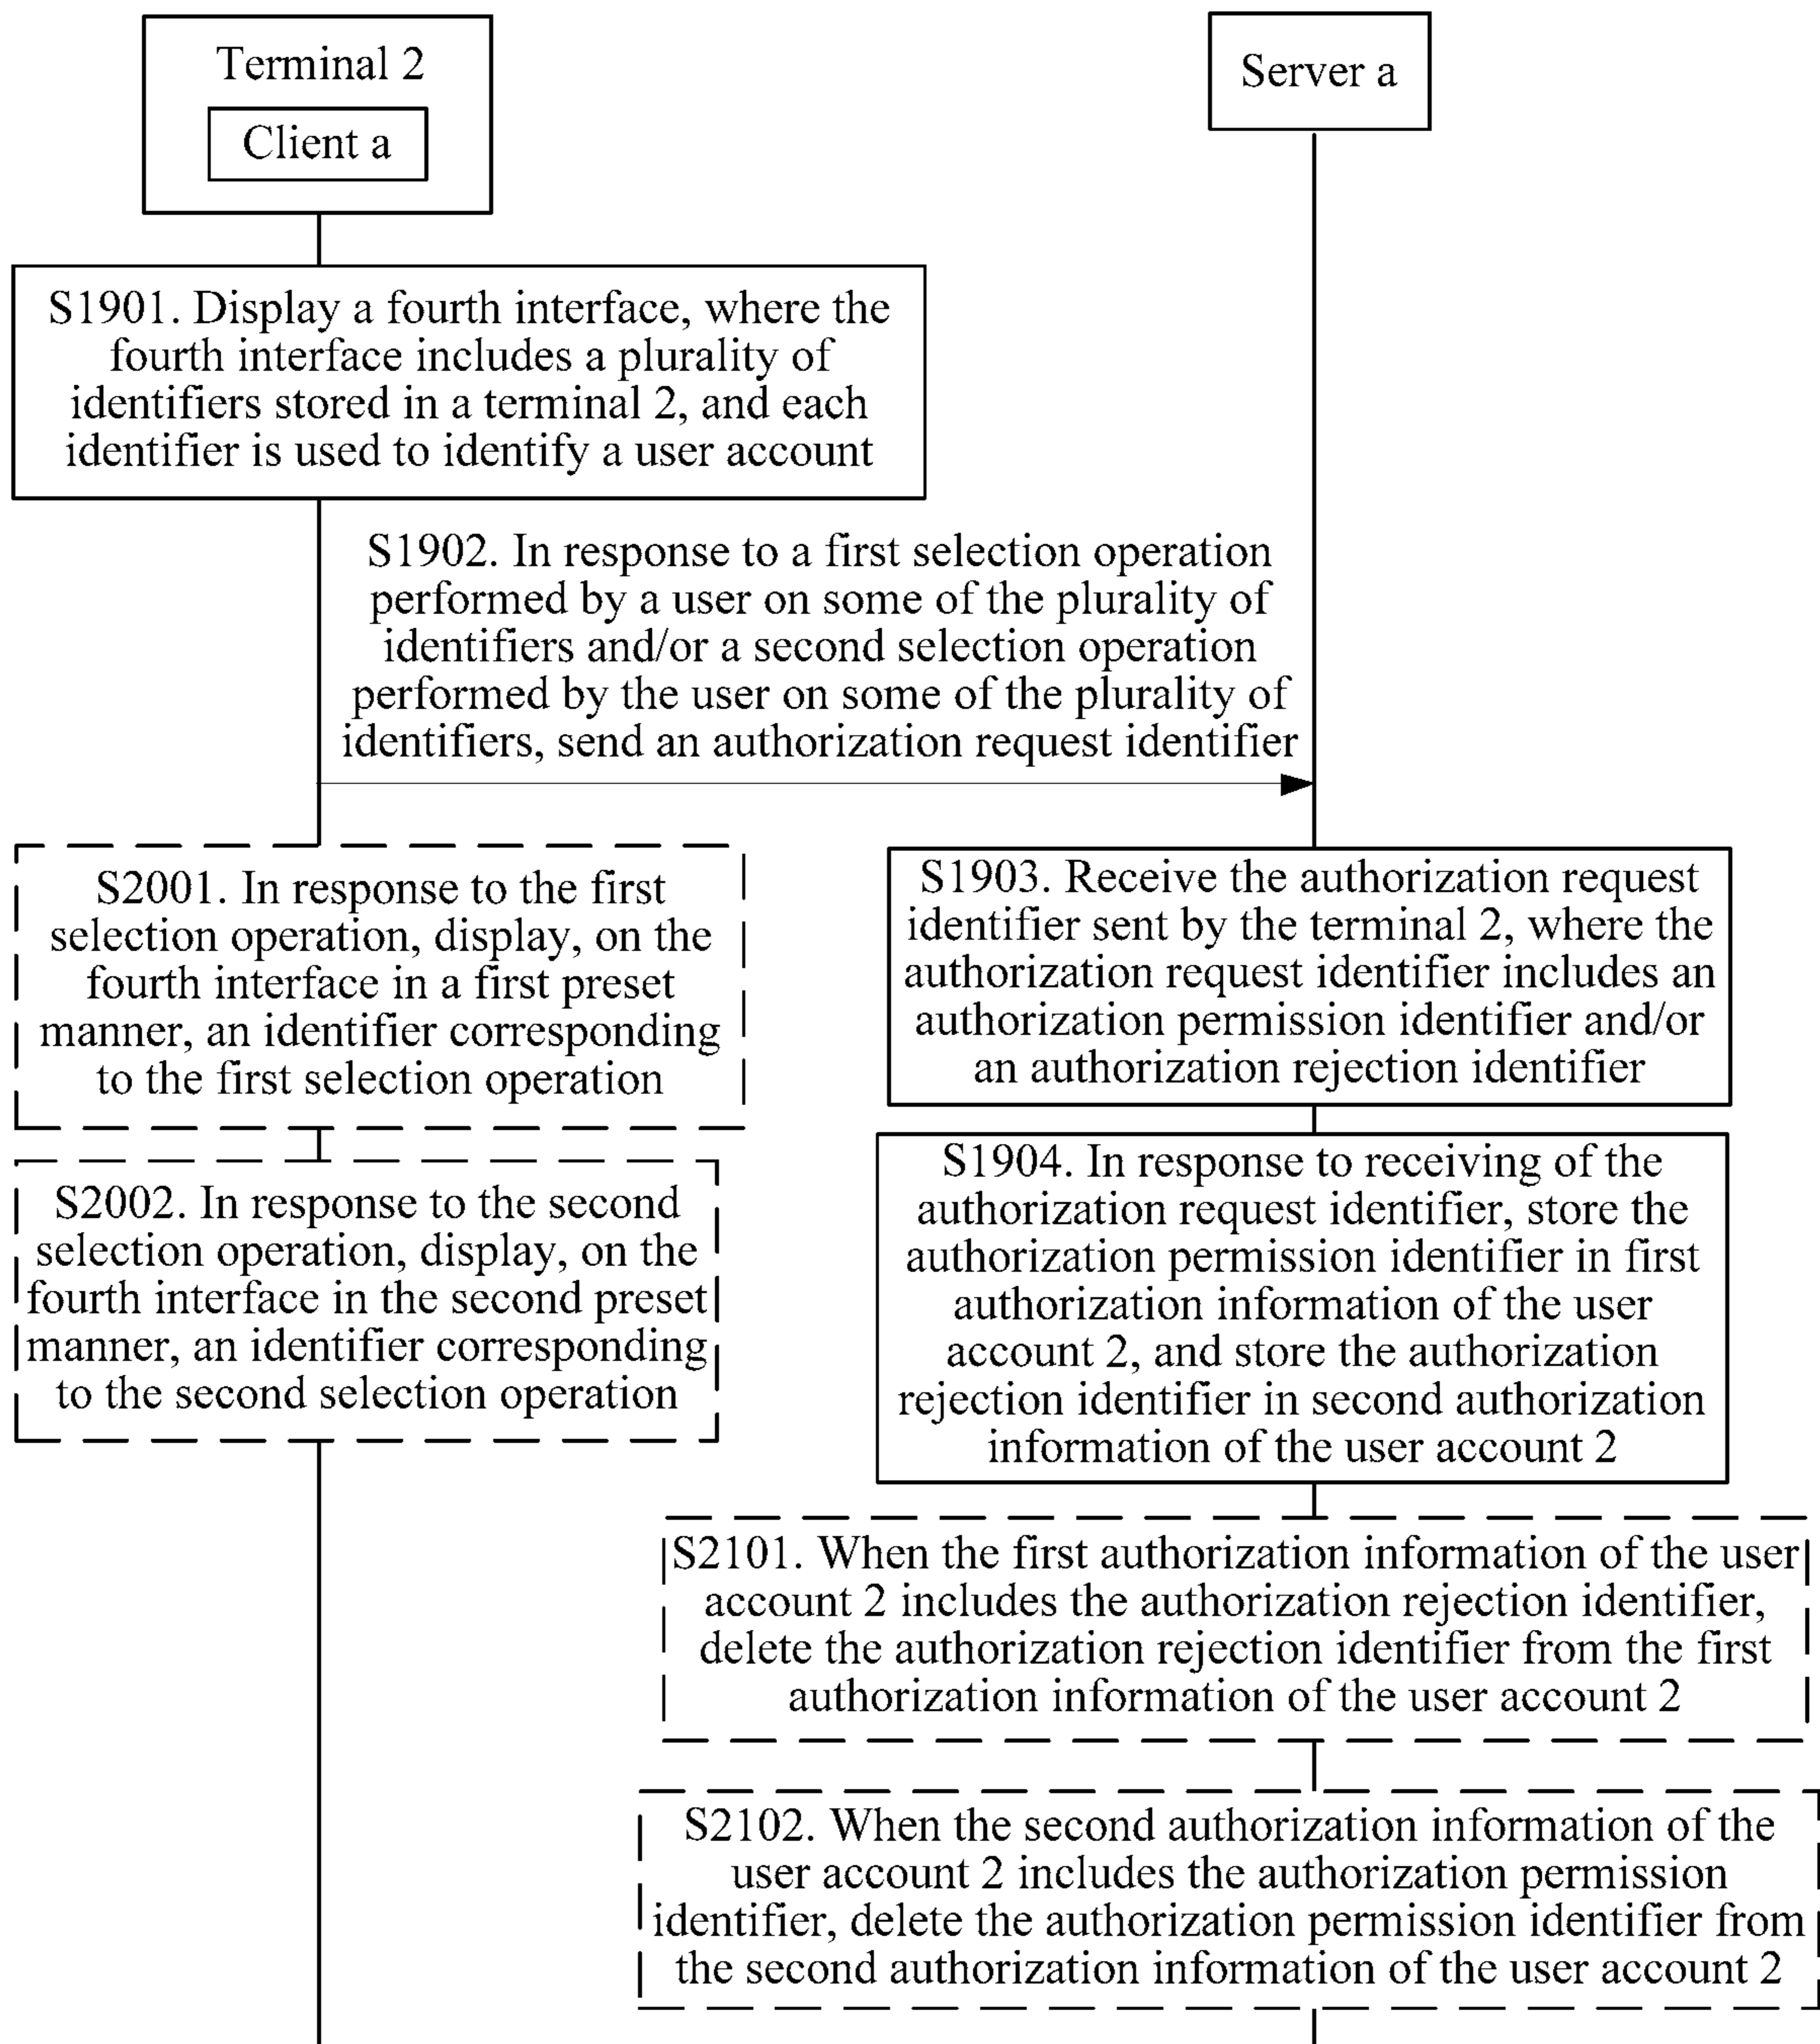 Terminal 2
Client a
Server a
S1901. Display a fourth interface, where the
fourth interface includes a plurality of
identifiers stored in a terminal 2, and each
identifier is used to identify a user account
S1902. In response to a first selection operation
performed by a user on some of the plurality of
identifiers and/or a second selection operation
performed by the user on some of the plurality of
identifiers, send an authorization request identifier
S2001. In response to the first
selection operation, display, on the
fourth interface in a first preset
manner, an identifier corresponding
to the first selection operation
S1903. Receive the authorization request
identifier sent by the terminal 2, where the
authorization request identifier includes an
authorization permission identifier and/or
an authorization rejection identifier
S2002. In response to the second
selection operation, display, on the
fourth interface in the second preset
manner, an identifier corresponding
to the second selection operation
S1904. In response to receiving of the
authorization request identifier, store the
authorization permission identifier in first
authorization information of the user
account 2, and store the authorization
rejection identifier in second authorization
information of the user account 2
S2101. When the first authorization information of the user
account 2 includes the authorization rejection identifier,
delete the authorization rejection identifier from the first
authorization information of the user account 2
S2102. When the second authorization information of the
user account 2 includes the authorization permission
identifier, delete the authorization permission identifier from
the second authorization information of the user account 2